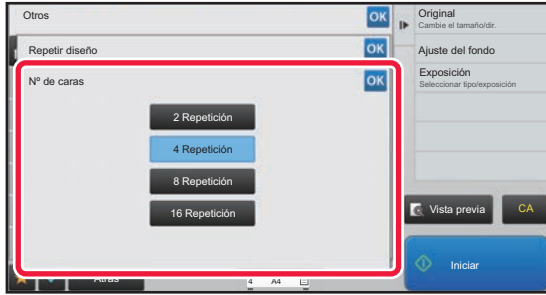 Otros
OK
Repetir diseño
OK
Nº de caras
OK
2 Repetición
4 Repetición
8 Repetición
16 Repetición
Atrás
4 A4
Original
Cambie el tamaño/dir.
Ajuste del fondo
Exposición
Seleccionar tipo/exposición
Vista previa
CA
Iniciar